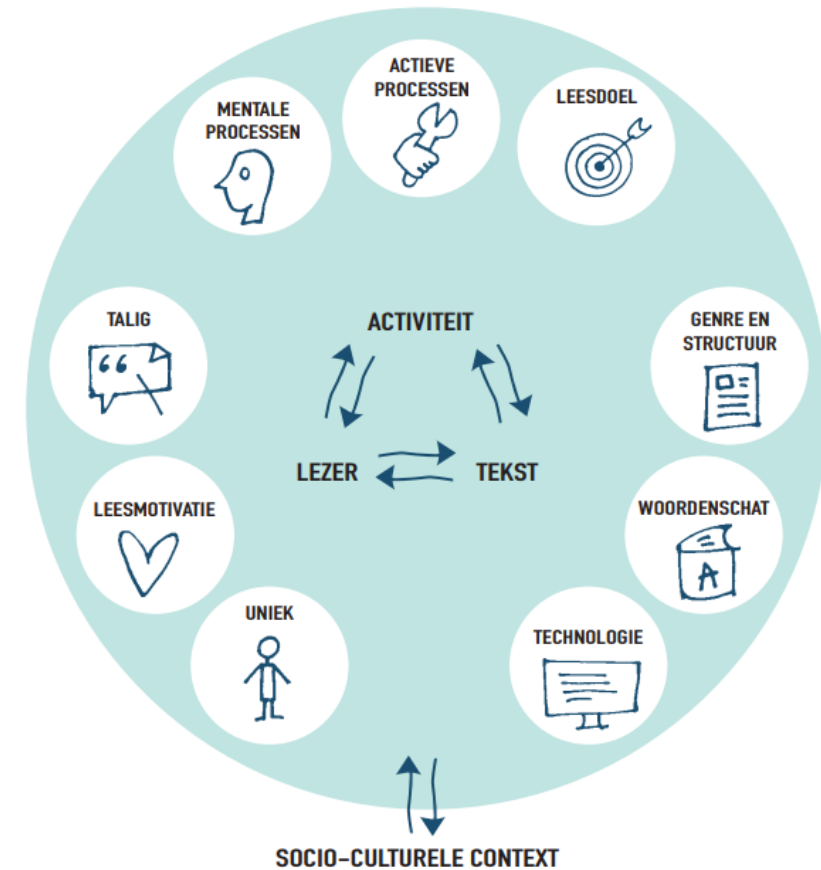 ACTIEVE
PROCESSEN
LEESDOEL
MENTALE
PROCESSEN
TALIG
“
ACTIVITEIT
GENRE EN
STRUCTUUR
LEZER
TEKST
LEESMOTIVATIE
WOORDENSCHAT
A
UNIEK
TECHNOLOGIE
SOCIO-CULTURELE CONTEXT